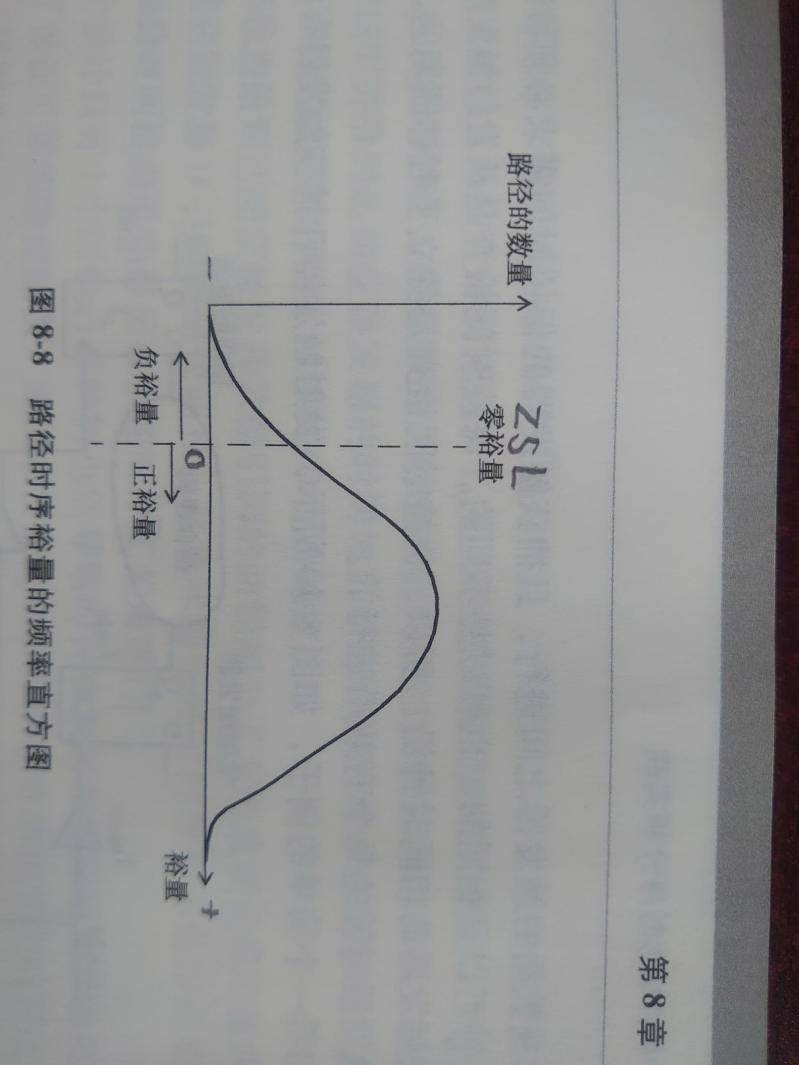 第 8 章
路径的数量
ZSL
零裕量
－
0
+
裕量
负裕量
正裕量
图 8-8 路径时序裕量的频率直方图